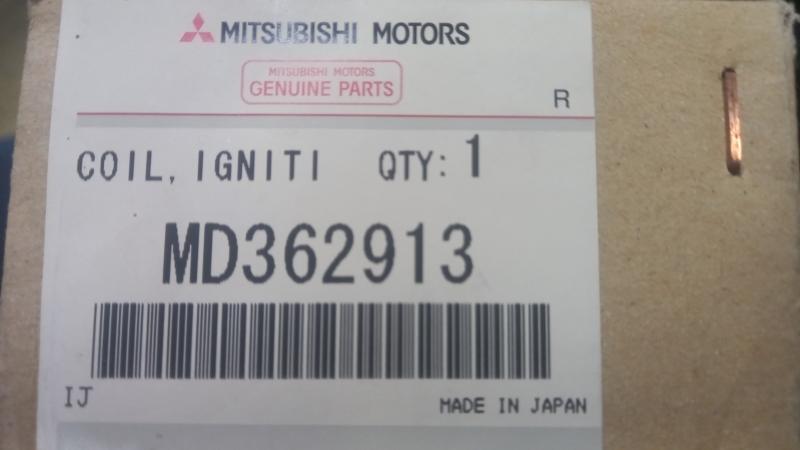 MITSUBISHI MOTORS
MITSUBISHI MOTORS
GENUINE PARTS
R
COIL, IGNITI QTY: 1
MD362913
IJ
MADE IN JAPAN